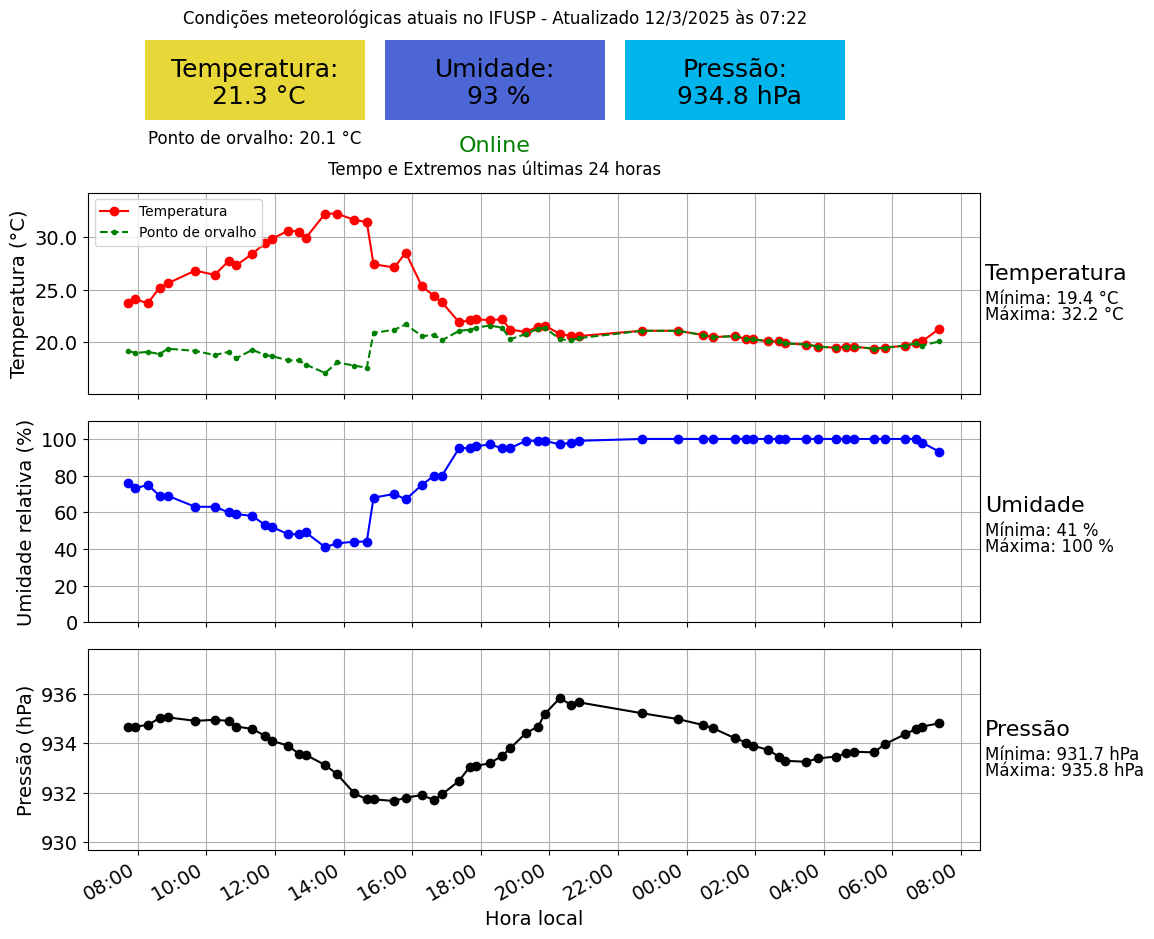 Condições meteorológicas atuais no IFUSP - Atualizado 12/3/2025 às 07:22
Temperatura:
21.3 °C
Umidade:
93 %
Pressão:
934.8 hPa
Ponto de orvalho: 20.1 °C
Online
Tempo e Extremos nas últimas 24 horas
Temperatura (°C)
30.0
25.0
20.0
Temperatura
Ponto de orvalho
Temperatura
Mínima: 19.4 °C
Máxima: 32.2 °C
Umidade relativa (%)
100
80
60
40
20
0
Umidade
Mínima: 41 %
Máxima: 100 %
Pressão (hPa)
936
934
932
930
Pressão
Mínima: 931.7 hPa
Máxima: 935.8 hPa
08:00
10:00
12:00
14:00
16:00
18:00
20:00
22:00
00:00
02:00
04:00
06:00
08:00
Hora local